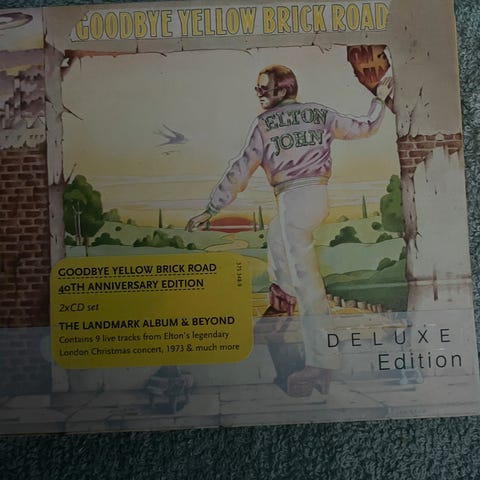 GOODBYE YELLOW BRICK ROAD
ELTON
JOHN
GOODBYE YELLOW BRICK ROAD
40TH ANNIVERSARY EDITION
2xCD set
THE LANDMARK ALBUM & BEYOND
Contains 9 live tracks from Elton's legendary
London Christmas concert, 1973 & much more
DELUXE
Edition